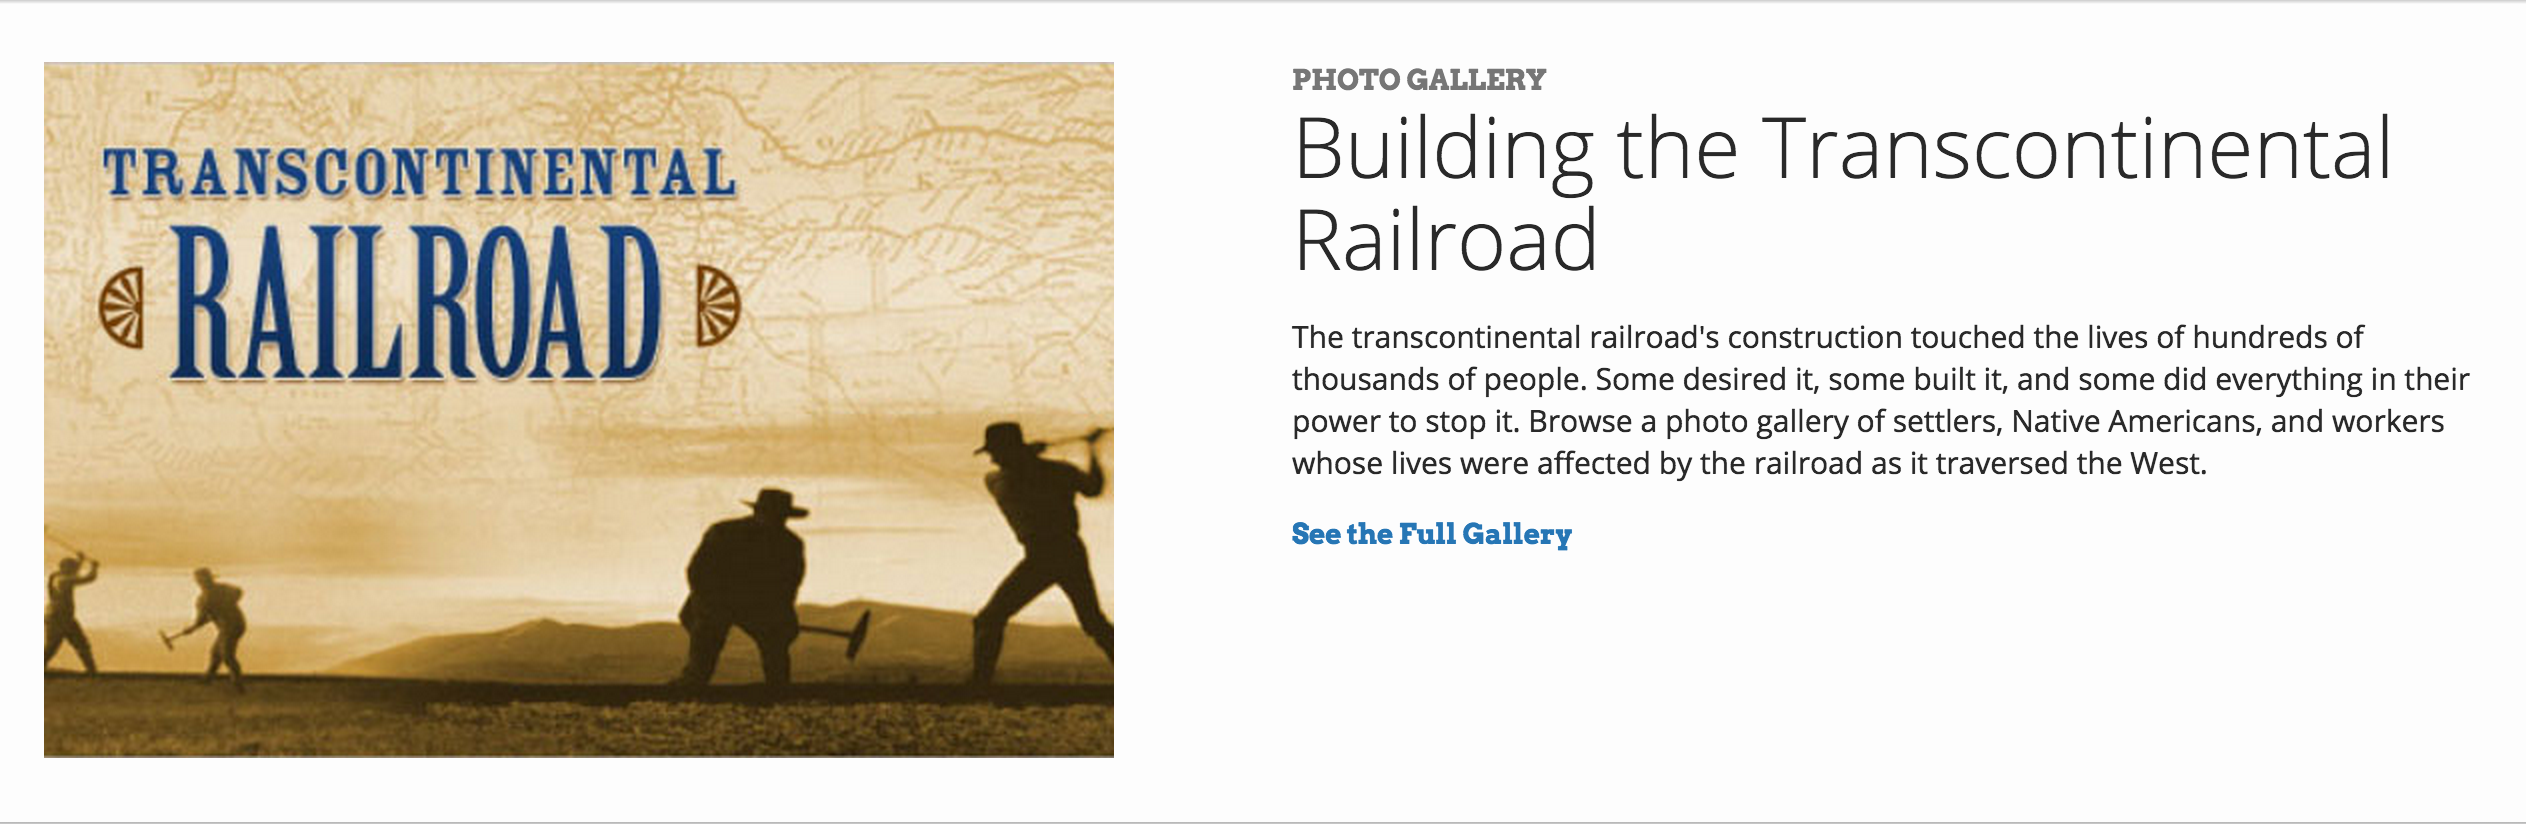 TRANSCONTINENTAL
RAILROAD
PHOTO GALLERY
Building the Transcontinental
Railroad
The transcontinental railroad's construction touched the lives of hundreds of
thousands of people. Some desired it, some built it, and some did everything in their
power to stop it. Browse a photo gallery of settlers, Native Americans, and workers
whose lives were affected by the railroad as it traversed the West.
See the Full Gallery